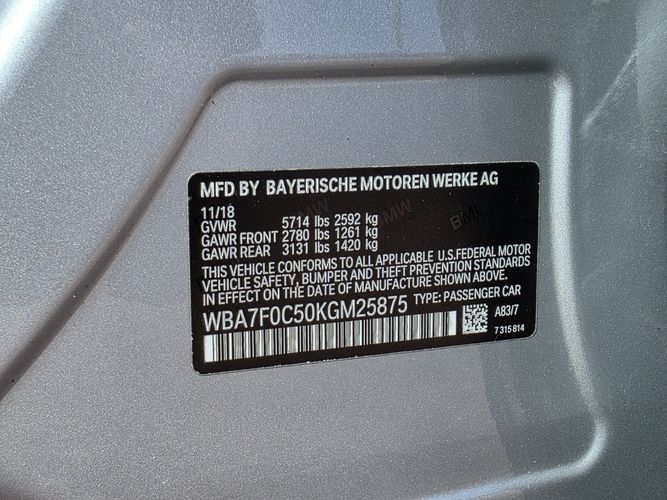 MFD BY BAYERISCHE MOTOREN WERKE AG
11/18
GVWR 5714 lbs 2592 kg
GAWR FRONT 2780 lbs 1261 kg
GAWR REAR 3131 lbs 1420 kg
THIS VEHICLE CONFORMS TO ALL APPLICABLE U.S.FEDERAL MOTOR
VEHICLE SAFETY, BUMPER AND THEFT PREVENTION STANDARDS
IN EFFECT ON THE DATE OF MANUFACTURE SHOWN ABOVE.
WBA7F0C50KGM25875 TYPE: PASSENGER CAR
A83/7
7 315 814
BMW
BMW